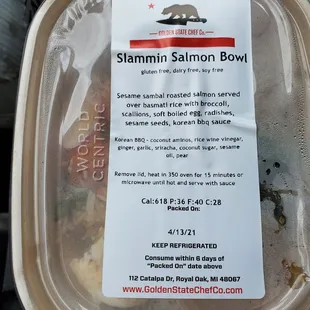 GOLDEN STATE CHEF Co.
Slammin Salmon Bowl
gluten free, dairy free, soy free
Sesame sambal roasted salmon served
over basmati rice with broccoli,
scallions, soft boiled egg, radishes,
sesame seeds, korean bbq sauce
Korean BBQ - coconut aminos, rice wine vinegar,
ginger, garlic, sriracha, coconut sugar, sesame
oil, pear
Remove lid, heat in 350 oven for 15 minutes or
microwave until hot and serve with sauce
Cal:618 P:36 F:40 C:28
Packed On:
4/13/21
KEEP REFRIGERATED
Consume within 6 days of
"Packed On" date above
112 Catalpa Dr, Royal Oak, MI 48067
www.GoldenStateChefCo.com
WORLD
CENTRIC